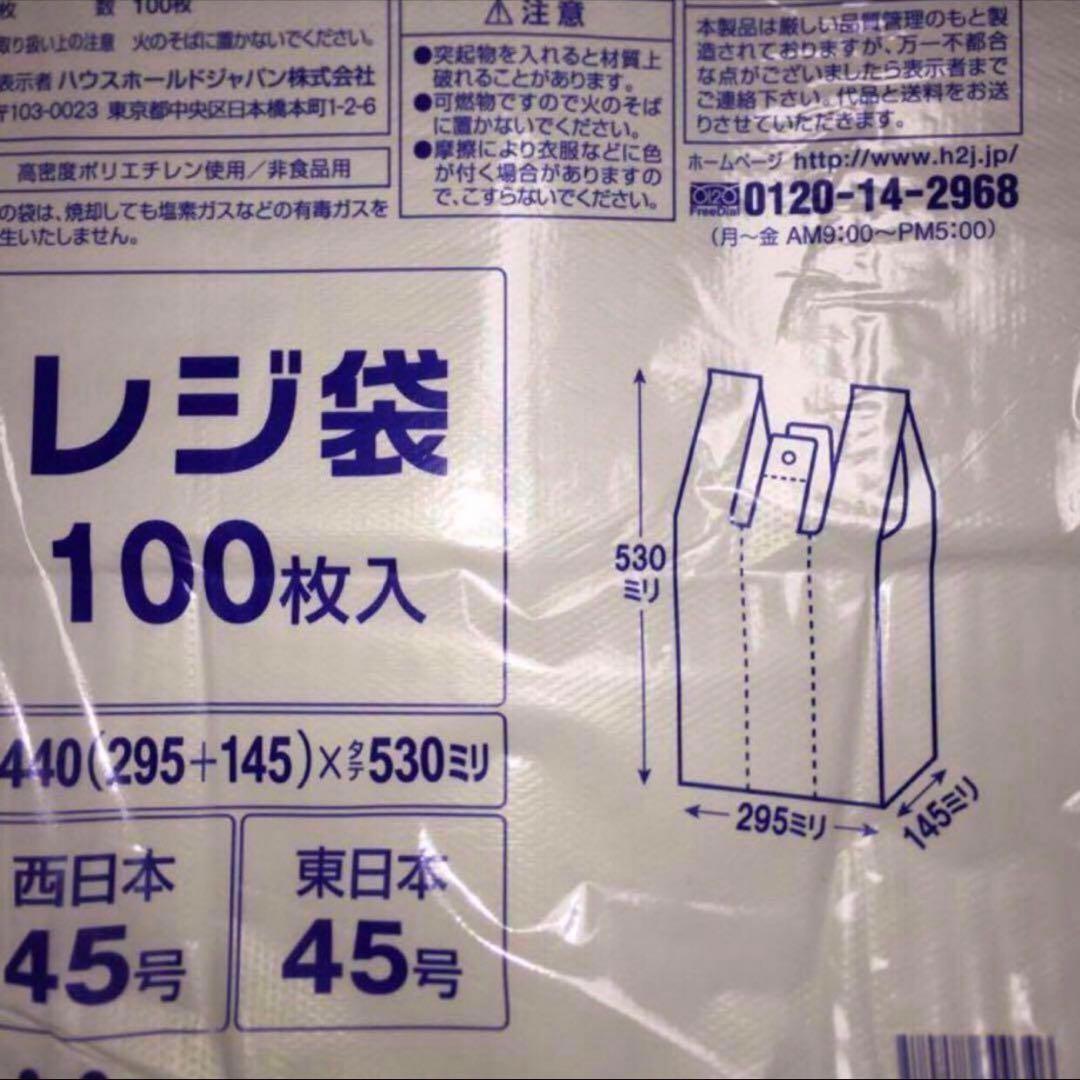 枚 数 100枚
取り扱い上の注意 火のそばに置かないでください。
表示者 ハウスホールドジャパン株式会社
〒103-0023 東京都中央区日本橋本町1-2-6
高密度ポリエチレン使用／非食品用
の袋は、焼却しても塩素ガスなどの有毒ガスを
生いたしません。
⚠注意
●突起物を入れると材質上
破れることがあります。
●可燃物ですので火のそば
に置かないでください。
●摩擦により衣服などに色
が付く場合がありますの
で、こすらないでください。
本製品は厳しい品質管理のもと製
造されておりますが、万一不都合
な点がございましたら表示者まで
ご連絡下さい。代品と送料をお送
りさせていただきます。
ホームページ http://www.h2j.jp/
0120 FreeDial 0120-14-2968
（月〜金 AM9:00〜PM5:00）
レジ袋
100枚入
440(295+145)×タテ530ミリ
西日本
45号
東日本
45号
530
ミリ
295ミリ
145ミリ